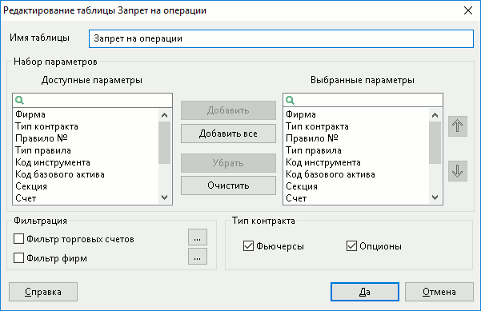 Редактирование таблицы Запрет на операции
Имя таблицы
Запрет на операции
Набор параметров
Доступные параметры
Выбранные параметры
Фирма
Тип контракта
Правило №
Тип правила
Код инструмента
Код базового актива
Секция
Счет
Добавить
Добавить все
Убрать
Очистить
Фирма
Тип контракта
Правило №
Тип правила
Код инструмента
Код базового актива
Секция
Счет
Фильтрация
Фильтр торговых счетов ...
Фильтр фирм ...
Тип контракта
Фьючерсы Опционы
Справка Да Отмена